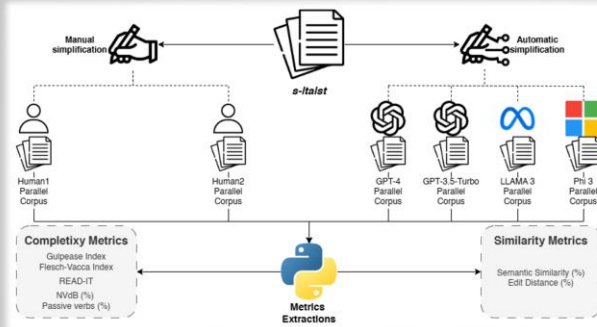 Manual
simplification
s-ItaIst
Automatic
simplification
Human1
Parallel
Corpus
Human2
Parallel
Corpus
GPT-4
Parallel
Corpus
GPT-3.5-Turbo
Parallel
Corpus
LLAMA 3
Parallel
Corpus
Phi 3
Parallel
Corpus
Completixy Metrics
Gulpease Index
Flesch-Vacca Index
READ-IT
NVdB (%)
Passive verbs (%)
Metrics
Extractions
Similarity Metrics
Semantic Similarity (%)
Edit Distance (%)